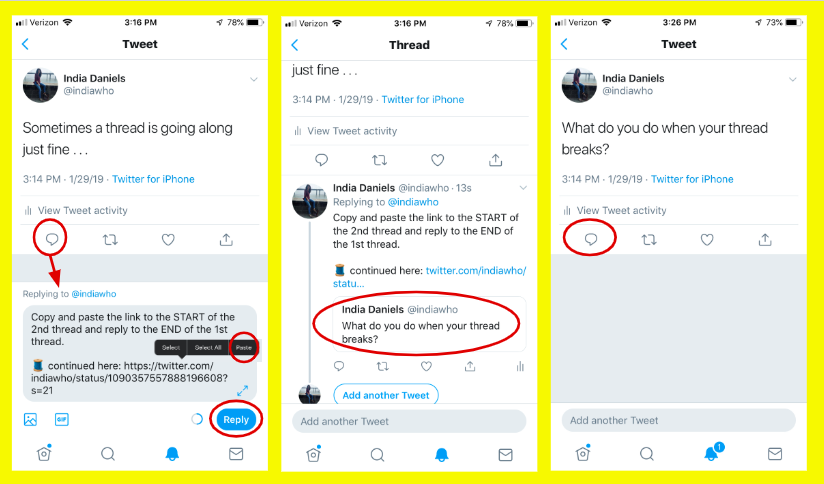 Verizon 3:16 PM 78%
Tweet
India Daniels
@indiawho
Sometimes a thread is going along
just fine . . .
3:14 PM · 1/29/19 · Twitter for iPhone
View Tweet activity
Replying to @indiawho
Copy and paste the link to the START of the
2nd thread and reply to the END of the 1st
thread.
Select Select All Paste
🧵 continued here: https://twitter.com/
indiawho/status/1090357557888196608?
s=21
GIF
Reply
Verizon 3:16 PM 78%
Thread
just fine . . .
3:14 PM · 1/29/19 · Twitter for iPhone
View Tweet activity
India Daniels @indiawho · 13s
Replying to @indiawho
Copy and paste the link to the START of
the 2nd thread and reply to the END of
the 1st thread.
🧵 continued here: twitter.com/indiawho/
statu...
India Daniels @indiawho
What do you do when your thread
breaks?
Add another Tweet
Add another Tweet
Verizon 3:26 PM 73%
Tweet
India Daniels
@indiawho
What do you do when your thread
breaks?
3:14 PM · 1/29/19 · Twitter for iPhone
View Tweet activity
Add another Tweet
1